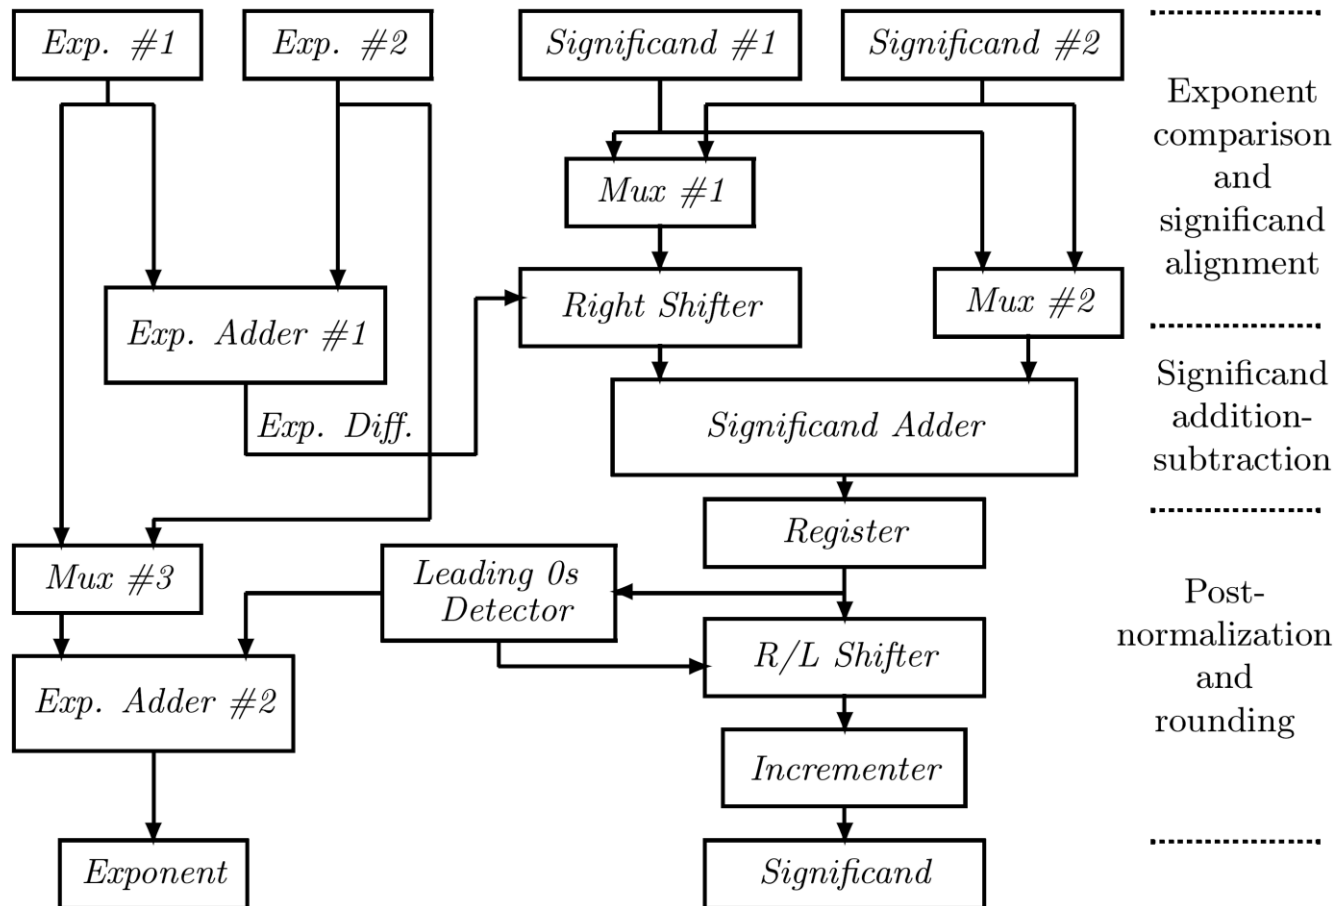 Exp. #1
Exp. #2
Significand #1
Significand #2
Exponent
comparison
and
significand
alignment
Mux #1
Right Shifter
Mux #2
Exp. Adder #1
Exp. Diff.
Significand Adder
Significand
addition-
subtraction
Register
Mux #3
Leading 0s
Detector
R/L Shifter
Exp. Adder #2
Post-
normalization
and
rounding
Incrementer
Exponent
Significand